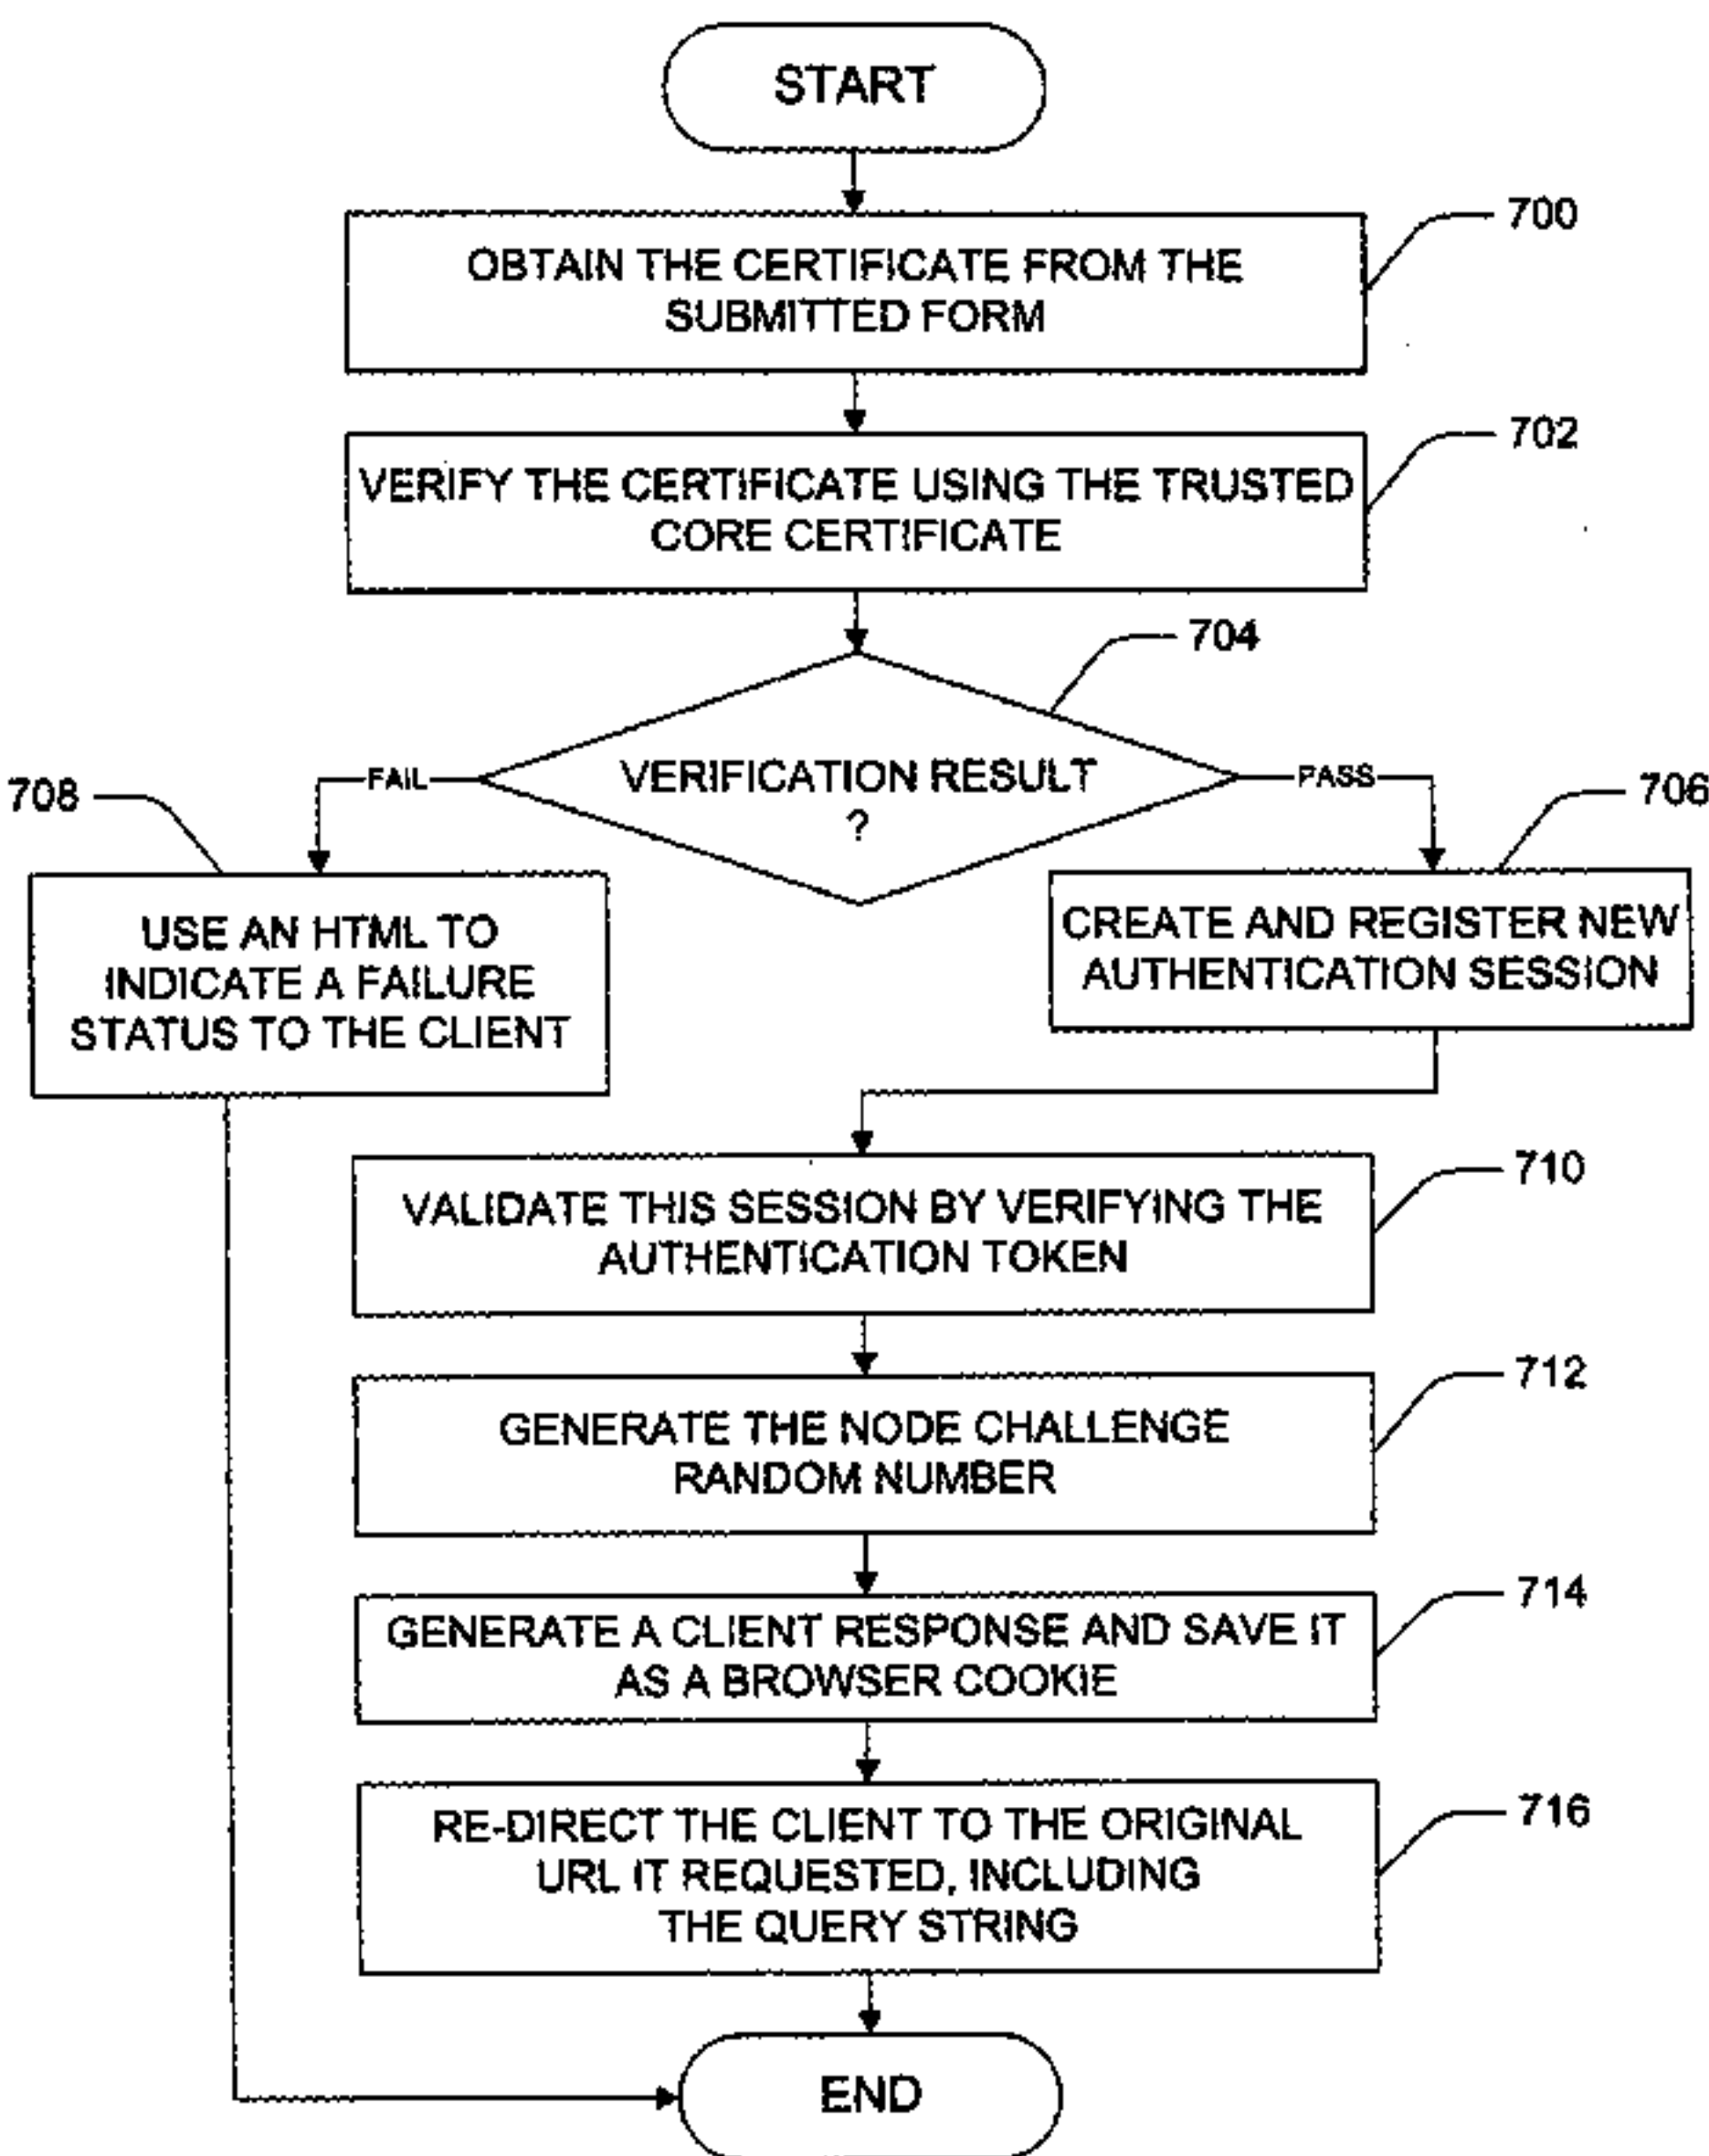 START
700
OBTAIN THE CERTIFICATE FROM THE
SUBMITTED FORM
702
VERIFY THE CERTIFICATE USING THE TRUSTED
CORE CERTIFICATE
704
VERIFICATION RESULT
?
FAIL
PASS
708
706
USE AN HTML TO
INDICATE A FAILURE
STATUS TO THE CLIENT
CREATE AND REGISTER NEW
AUTHENTICATION SESSION
710
VALIDATE THIS SESSION BY VERIFYING THE
AUTHENTICATION TOKEN
712
GENERATE THE NODE CHALLENGE
RANDOM NUMBER
714
GENERATE A CLIENT RESPONSE AND SAVE IT
AS A BROWSER COOKIE
716
RE-DIRECT THE CLIENT TO THE ORIGINAL
URL IT REQUESTED, INCLUDING
THE QUERY STRING
END